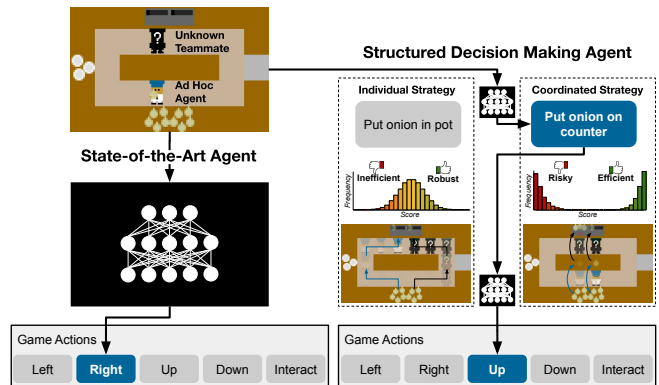 Unknown
Teammate
Ad Hoc
Agent
?
State-of-the-Art Agent
Game Actions
Left
Right
Up
Down
Interact
Structured Decision Making Agent
Individual Strategy
Put onion in pot
Inefficient
Robust
Frequency
Score
Coordinated Strategy
Put onion on
counter
Risky
Efficient
Frequency
Score
? ? ?
?
? ?
Game Actions
Left
Right
Up
Down
Interact